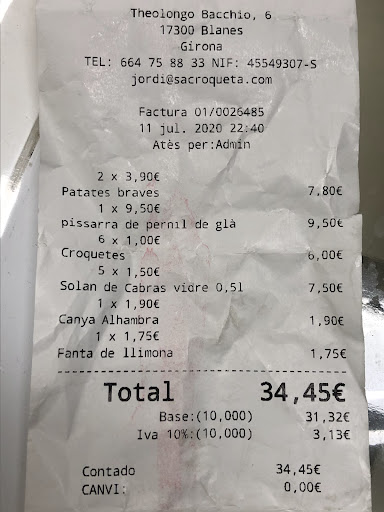 Theolongo Bacchio, 6
17300 Blanes
Girona
TEL: 664 75 88 33 NIF: 45549307-S
jordi@sacroqueta.com
Factura 01/0026485
11 jul. 2020 22:40
Atès per:Admin
2 x 3,90€
Patates braves 7,80€
1 x 9,50€
pissarra de pernil de glà 9,50€
6 x 1,00€
Croquetes 6,00€
5 x 1,50€
Solan de Cabras vidre 0,5l 7,50€
1 x 1,90€
Canya Alhambra 1,90€
1 x 1,75€
Fanta de llimona 1,75€
Total 34,45€
Base:(10,000) 31,32€
Iva 10%:(10,000) 3,13€
Contado 34,45€
CANVI: 0,00€